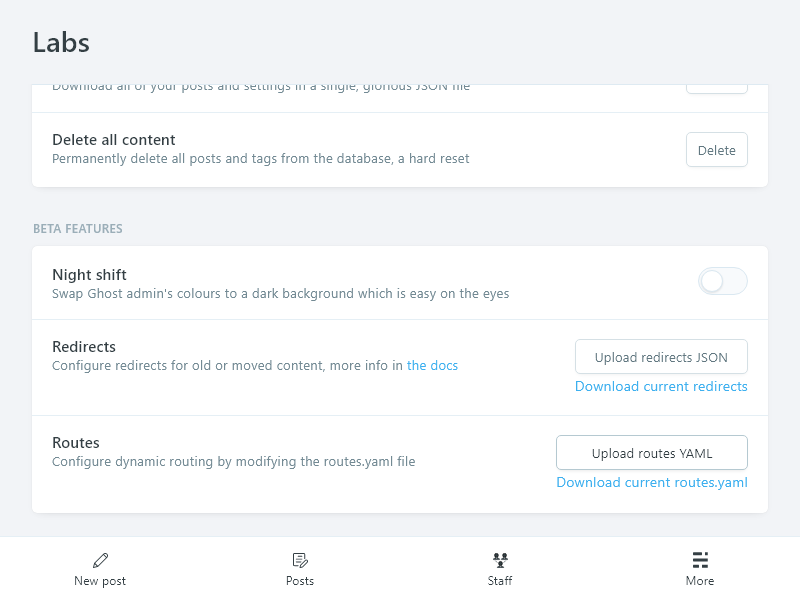 Labs
Download all of your posts and settings in a single, glorious JSON file
Delete all content
Permanently delete all posts and tags from the database, a hard reset
Delete
BETA FEATURES
Night shift
Swap Ghost admin's colours to a dark background which is easy on the eyes
Redirects
Configure redirects for old or moved content, more info in the docs
Upload redirects JSON
Download current redirects
Routes
Configure dynamic routing by modifying the routes.yaml file
Upload routes YAML
Download current routes.yaml
New post
Posts
Staff
More